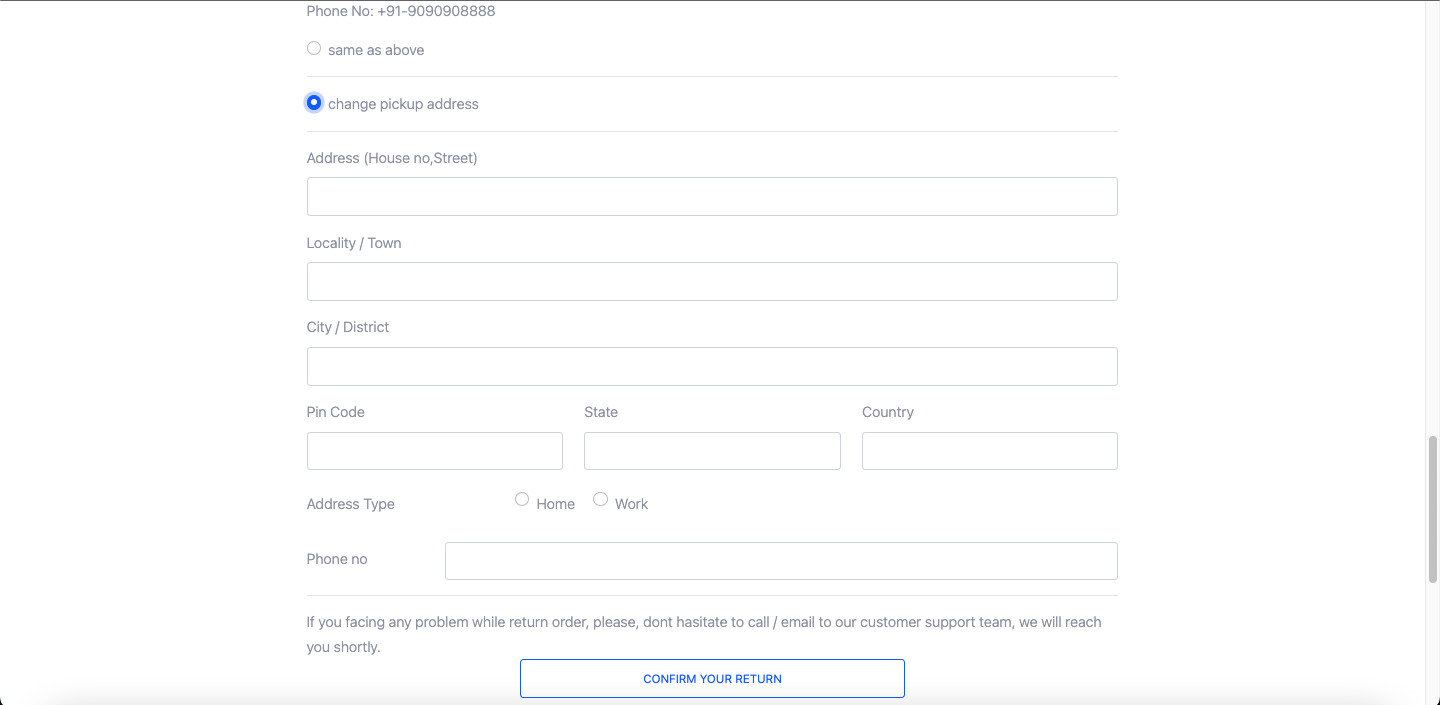 Phone No: +91-9090908888
same as above
change pickup address
Address (House no,Street)
Locality / Town
City / District
Pin Code State Country
Address Type Home Work
Phone no
If you facing any problem while return order, please, dont hasitate to call / email to our customer support team, we will reach
you shortly.
CONFIRM YOUR RETURN